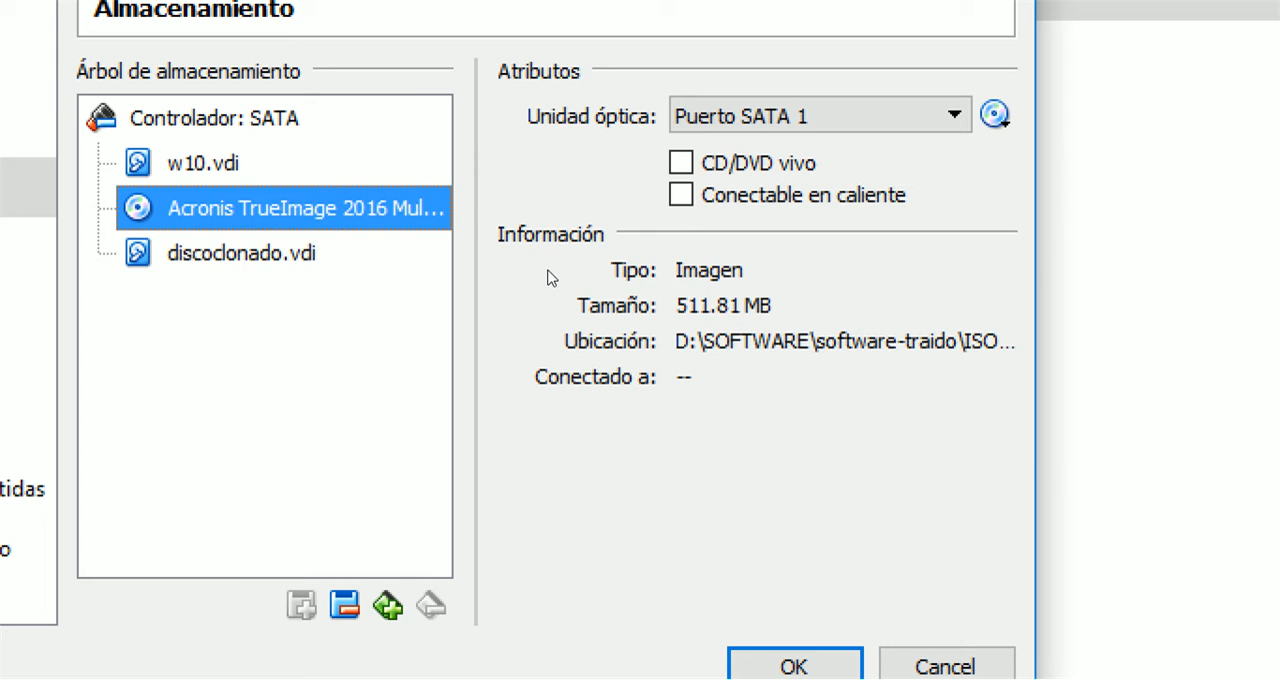 Almacenamiento
Árbol de almacenamiento
Controlador: SATA
w10.vdi
Acronis TrueImage 2016 Mul...
discoclonado.vdi
Atributos
Unidad óptica: Puerto SATA 1
CD/DVD vivo
Conectable en caliente
Información
Tipo: Imagen
Tamaño: 511.81 MB
Ubicación: D:\SOFTWARE\software-traido\ISO...
Conectado a: --
tidas
o
OK Cancel